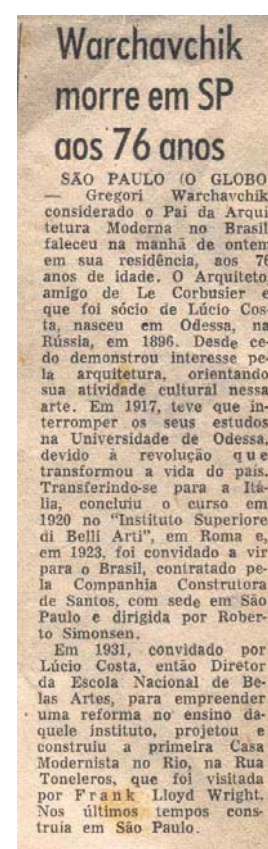 Warchavchik
morre em SP
aos 76 anos
SÃO PAULO (O GLOBO
— Gregori Warchavchik
considerado o Pai da Arqui
tetura Moderna no Brasil
faleceu na manhã de ontem
em sua residência, aos 76
anos de idade. O Arquiteto
amigo de Le Corbusier e
que foi sócio de Lúcio Cos-
ta, nasceu em Odessa, na
Rússia, em 1896. Desde ce-
do demonstrou interesse pe-
la arquitetura, orientando
sua atividade cultural nessa
arte. Em 1917, teve que in-
terromper os seus estudos
na Universidade de Odessa,
devido à revolução que
transformou a vida do país.
Transferindo-se para a Itá-
lia, concluiu o curso em
1920 no "Instituto Superiore
di Belli Arti", em Roma e,
em 1923, foi convidado a vir
para o Brasil, contratado pe-
la Companhia Construtora
de Santos, com sede em São
Paulo e dirigida por Rober-
to Simonsen.
Em 1931, convidado por
Lúcio Costa, então Diretor
da Escola Nacional de Be-
las Artes, para empreender
uma reforma no ensino da-
quele instituto, projetou e
construiu a primeira Casa
Modernista no Rio, na Rua
Toneleros, que foi visitada
por Frank Lloyd Wright.
Nos últimos tempos cons-
truia em São Paulo.